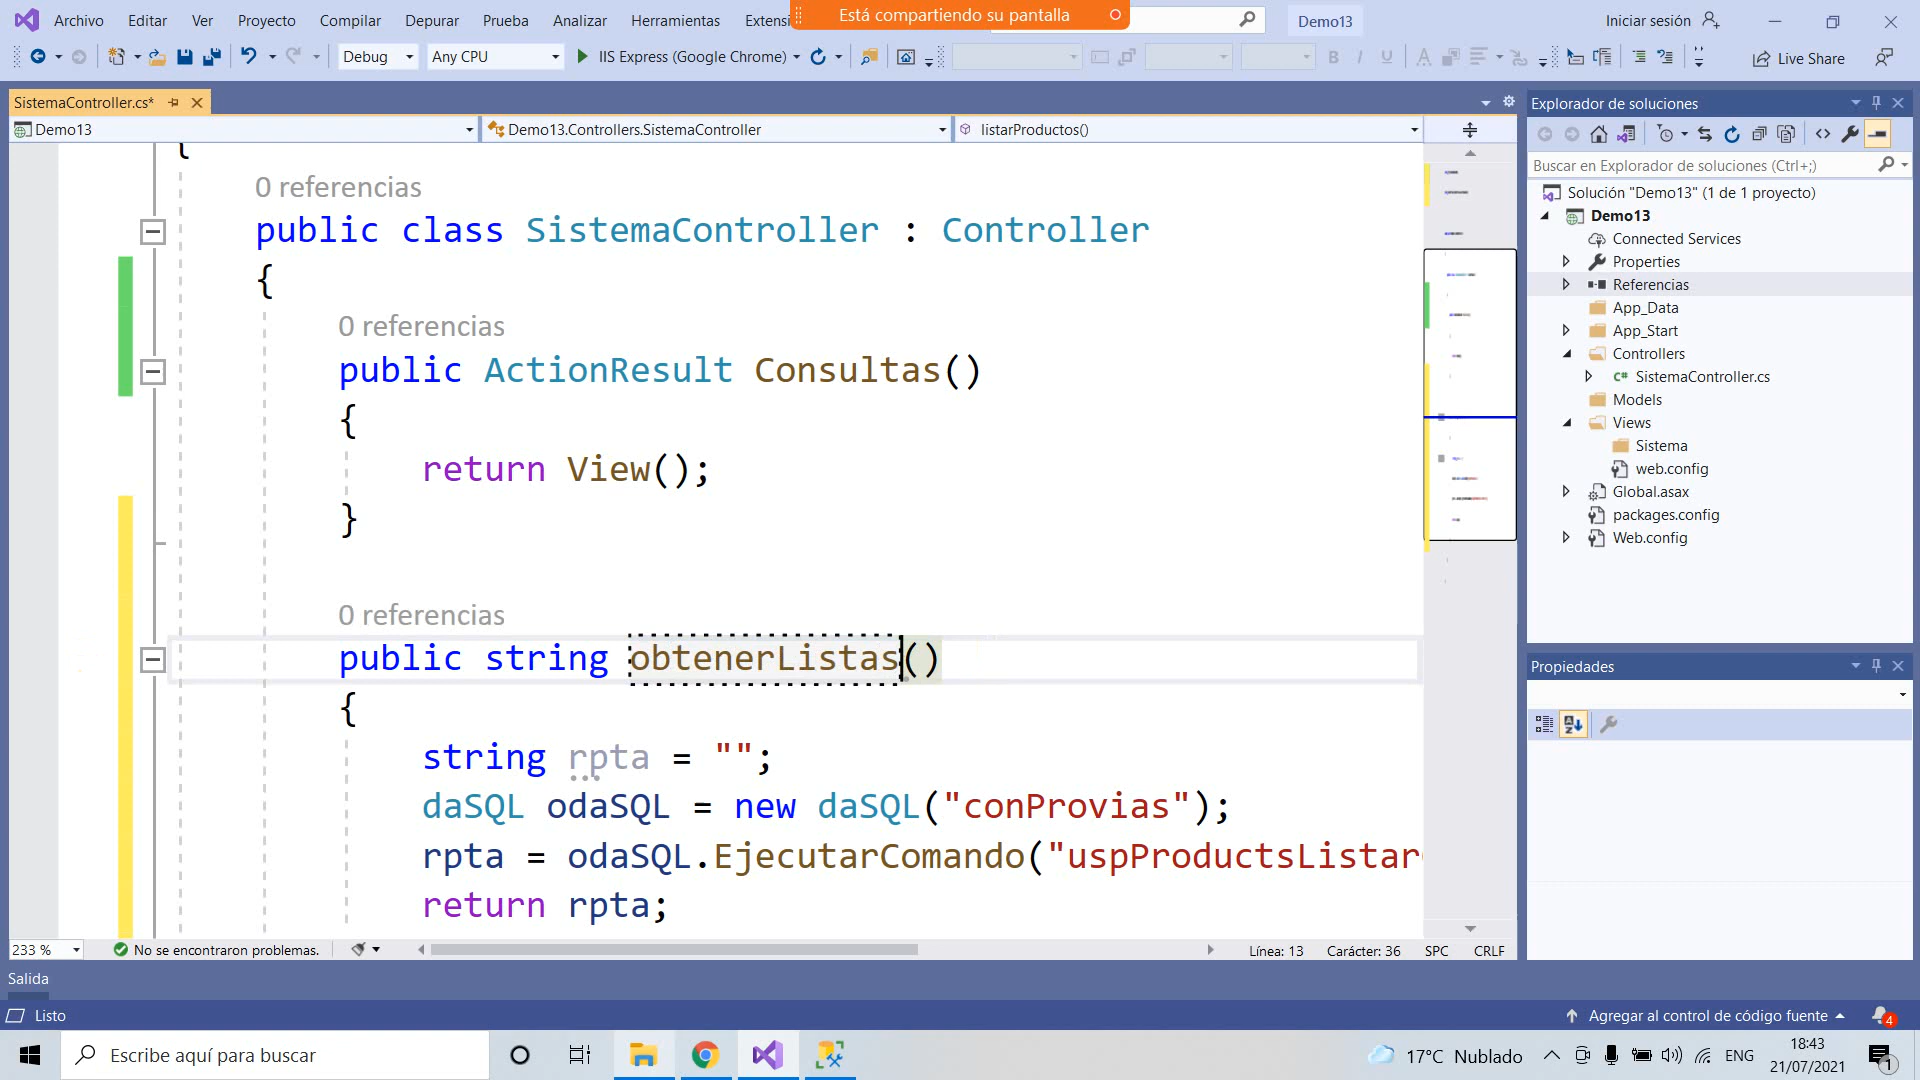 Archivo Editar Ver Proyecto Compilar Depurar Prueba Analizar Herramientas Extensi
Está compartiendo su pantalla
Demo13
Iniciar sesión
Debug
Any CPU
IIS Express (Google Chrome)
B I U A
Live Share
SistemaController.cs*
Demo13
Demo13.Controllers.SistemaController
listarProductos()
{
0 referencias
public class SistemaController : Controller
{
0 referencias
public ActionResult Consultas()
{
return View();
}
0 referencias
public string obtenerListas()
{
string rpta = "";
daSQL odaSQL = new daSQL("conProvias");
rpta = odaSQL.EjecutarComando("uspProductsListar
return rpta;
233 %
No se encontraron problemas.
Línea: 13
Carácter: 36
SPC
CRLF
Explorador de soluciones
Buscar en Explorador de soluciones (Ctrl+;)
Solución "Demo13" (1 de 1 proyecto)
Demo13
Connected Services
Properties
Referencias
App_Data
App_Start
Controllers
C# SistemaController.cs
Models
Views
Sistema
web.config
Global.asax
packages.config
Web.config
Propiedades
Salida
Listo
Agregar al control de código fuente
4
Escribe aquí para buscar
17°C Nublado
ENG
18:43
21/07/2021
1